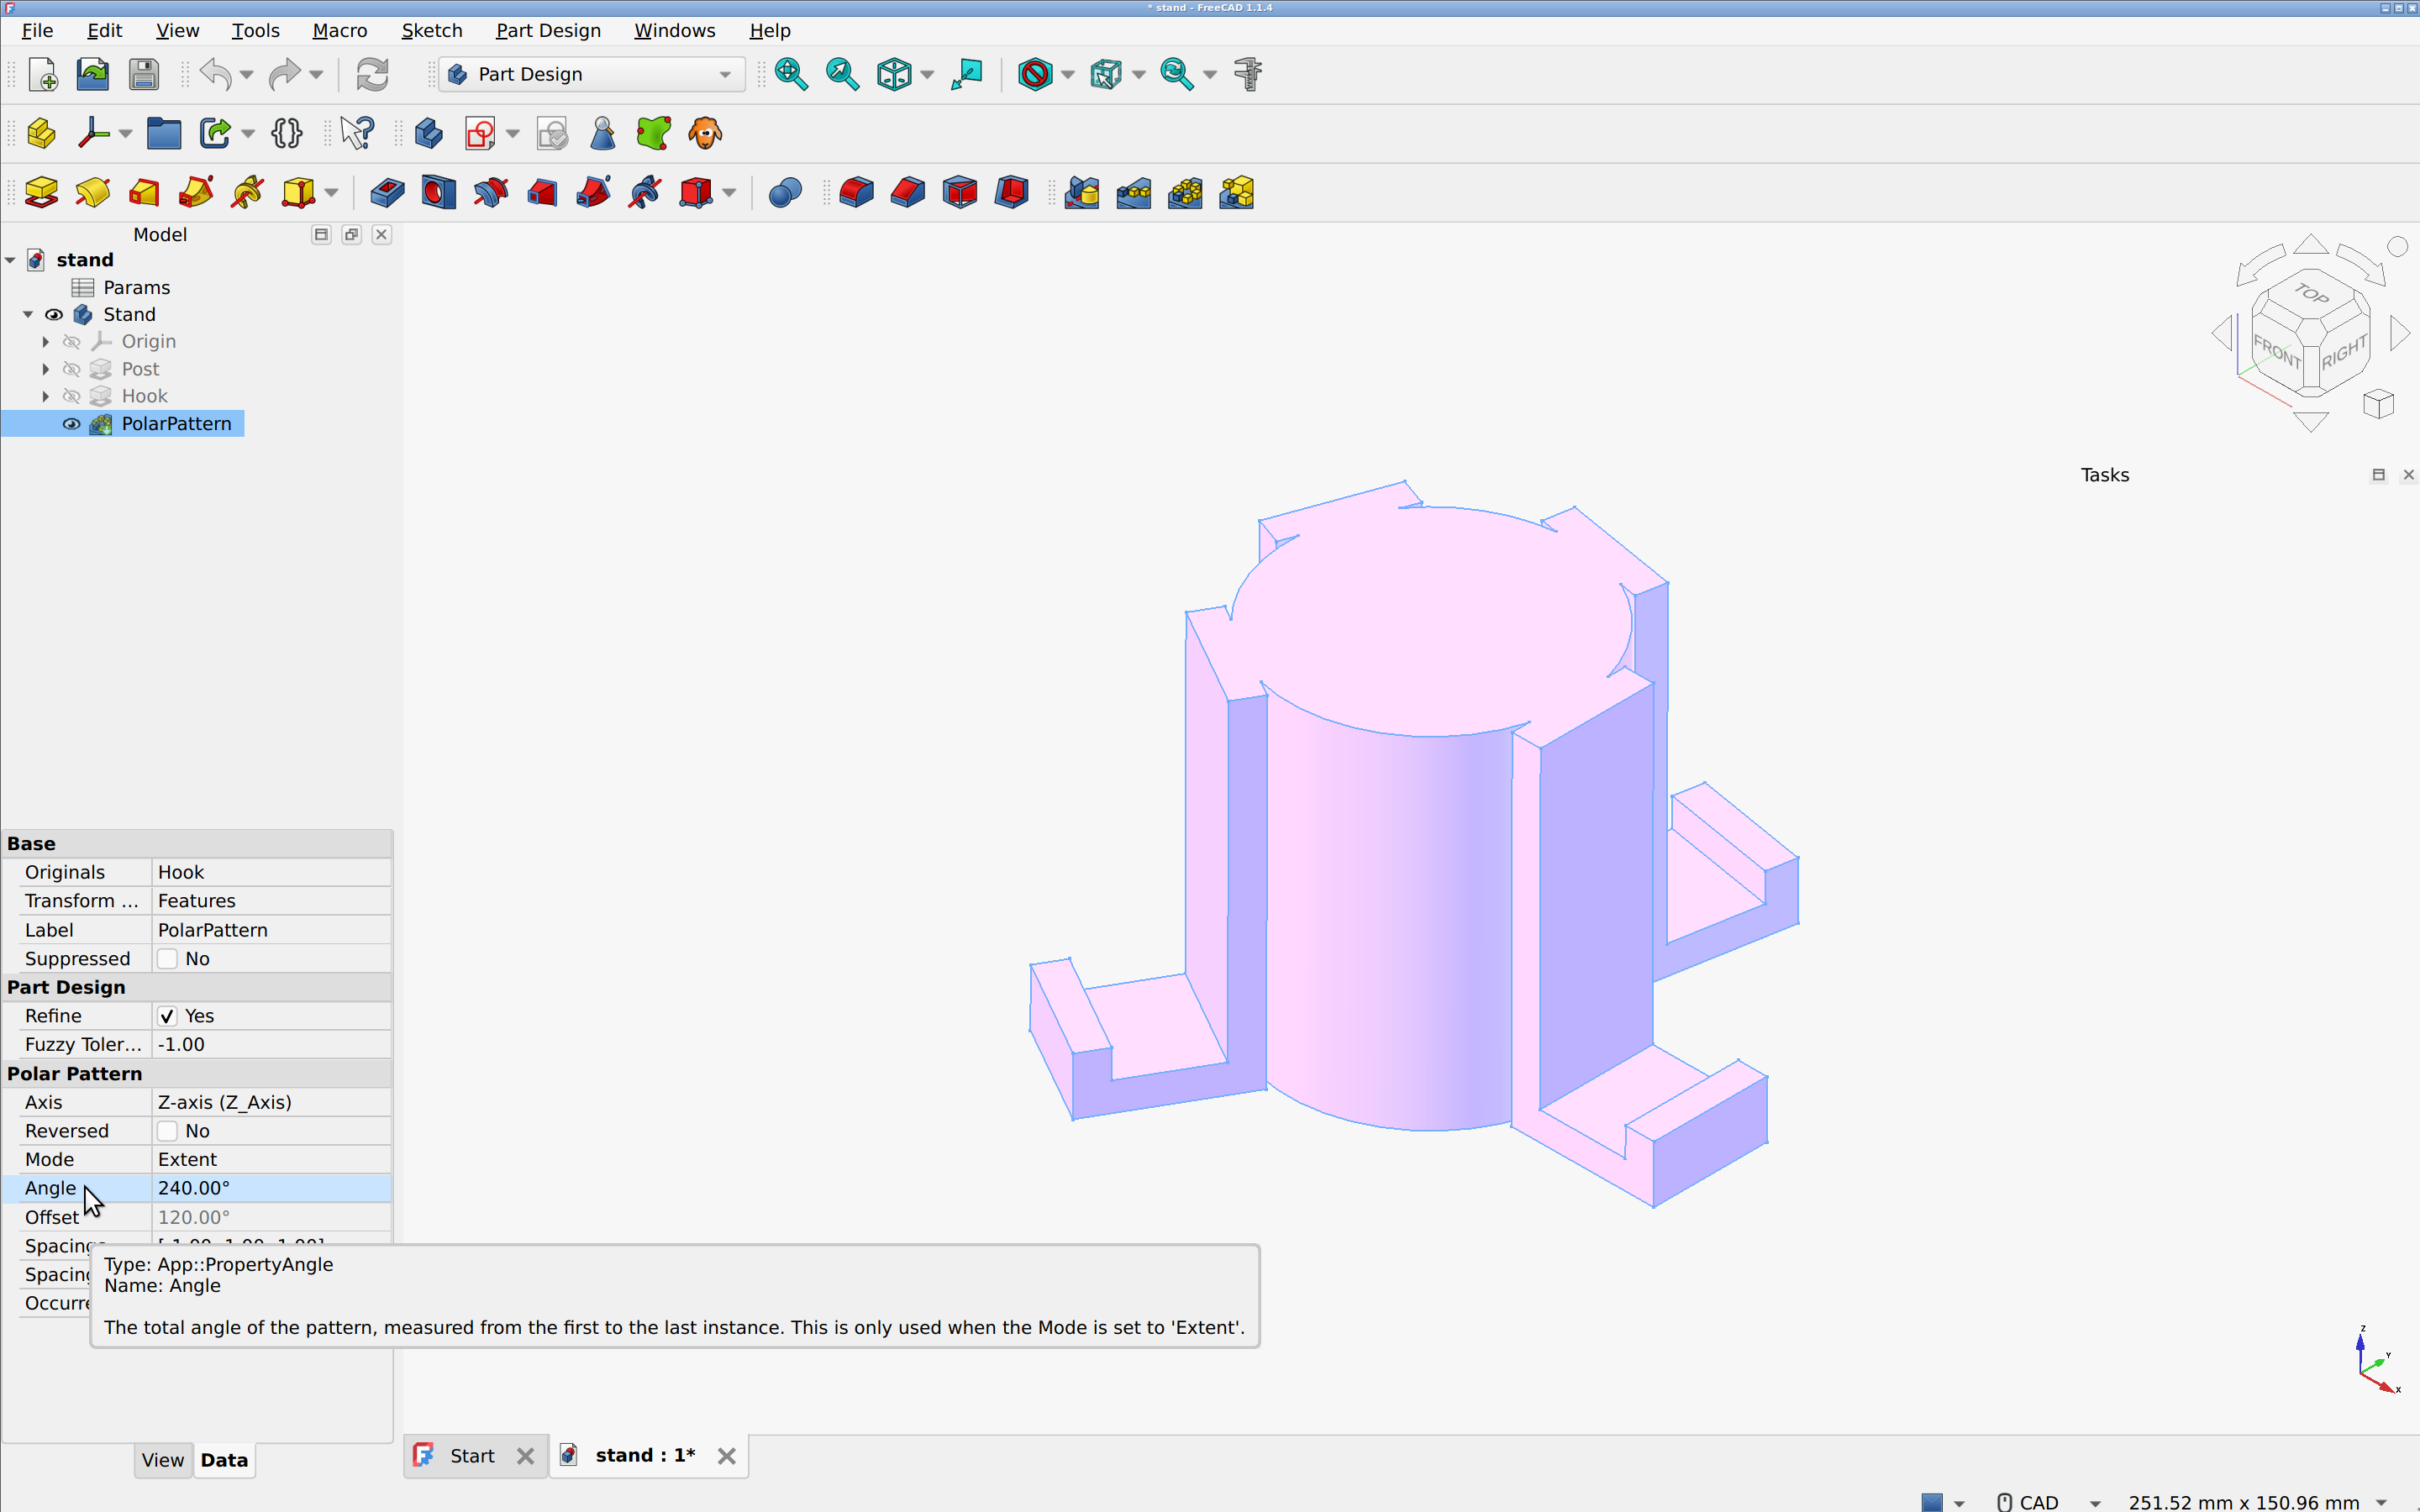 * stand - FreeCAD 1.1.4
File Edit View Tools Macro Sketch Part Design Windows Help
Part Design
Model
stand
Params
Stand
Origin
Post
Hook
PolarPattern
TOP
FRONT
RIGHT
Tasks
Base
Originals Hook
Transform ... Features
Label PolarPattern
Suppressed No
Part Design
Refine Yes
Fuzzy Toler... -1.00
Polar Pattern
Axis Z-axis (Z_Axis)
Reversed No
Mode Extent
Angle 240.00°
Offset 120.00°
Type: App::PropertyAngle
Name: Angle
The total angle of the pattern, measured from the first to the last instance. This is only used when the Mode is set to 'Extent'.
Z
Y
X
View Data
Start
stand : 1*
CAD
251.52 mm x 150.96 mm